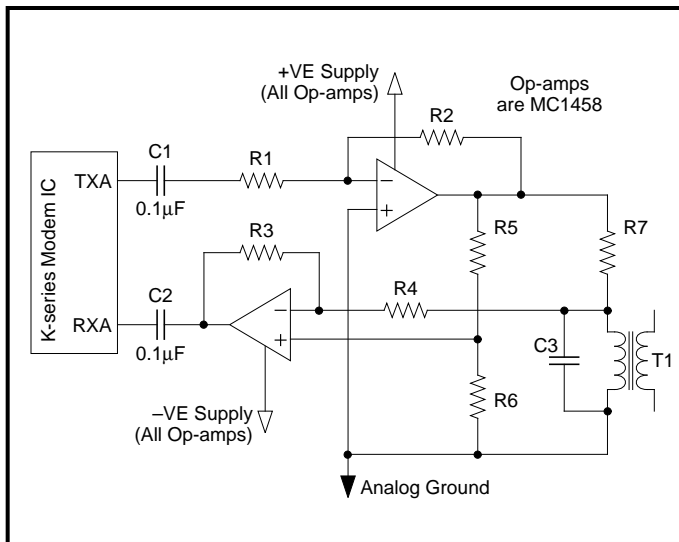 +VE Supply
(All Op-amps)
Op-amps
are MC1458
R2
C1
R1
TXA
0.1µF
K-series Modem IC
R3
R5
R7
C2
R4
RXA
0.1µF
C3
T1
R6
–VE Supply
(All Op-amps)
Analog Ground